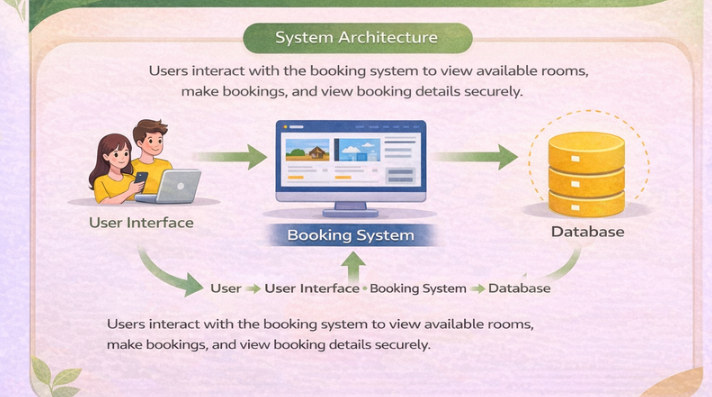 System Architecture
Users interact with the booking system to view available rooms,
make bookings, and view booking details securely.
User Interface
Booking System
Database
User → User Interface • Booking System → Database
Users interact with the booking system to view available rooms,
make bookings, and view booking details securely.